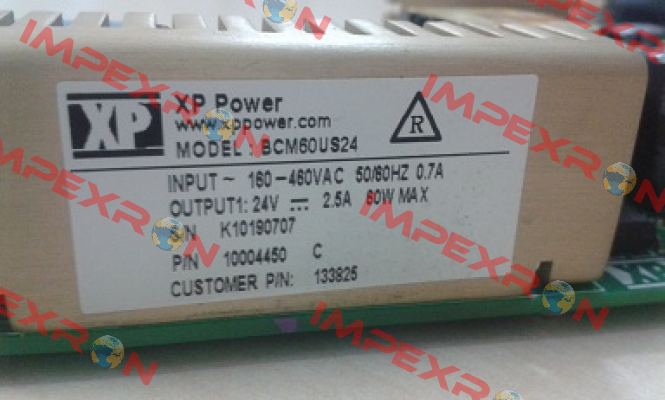 XP
XP Power
www.xppower.com
MODEL : BCM60US24
R
INPUT ~ 160-460VAC 50/60HZ 0.7A
OUTPUT1: 24V ⎓ 2.5A 60W MAX
S/N K10190707
P/N 10004450 C
CUSTOMER P/N: 133825
IMPEXRON
IMPEXRON
IMPEXRON
IMPEXRON
IMPEXRON